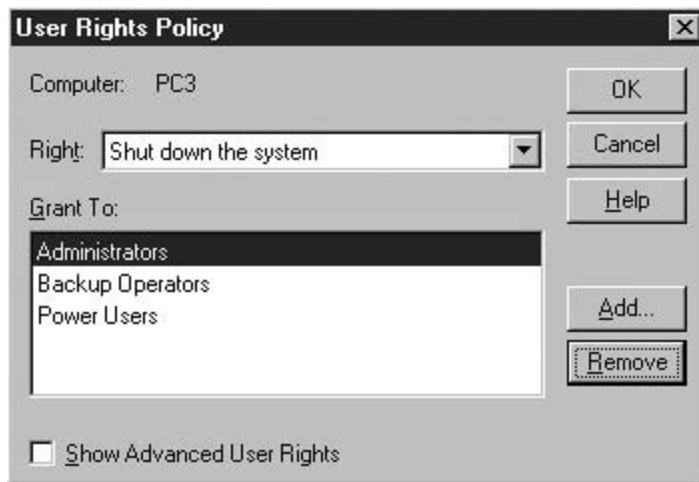 User Rights Policy
Computer: PC3
OK
Right: Shut down the system
Cancel
Grant To:
Help
Administrators
Backup Operators
Power Users
Add...
Remove
Show Advanced User Rights